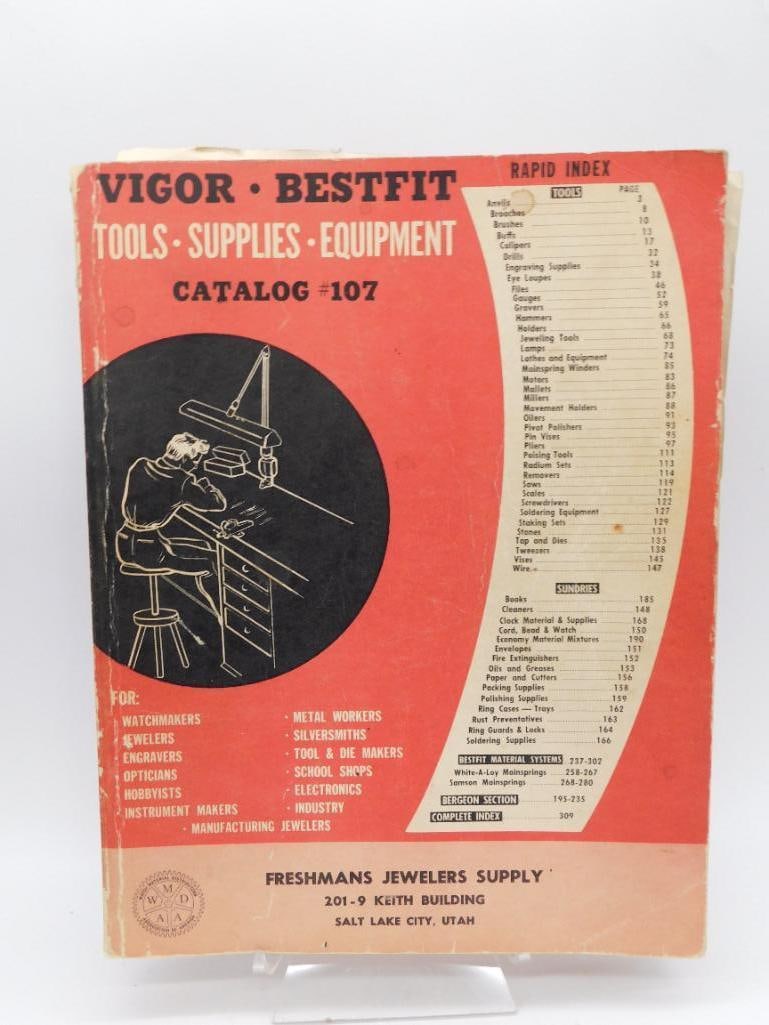 VIGOR • BESTFIT
TOOLS • SUPPLIES • EQUIPMENT
CATALOG #107
RAPID INDEX
TOOLS PAGE
Anvils 3
Broaches 8
Brushes 10
Buffs 13
Calipers 17
Drills 32
Engraving Supplies 34
Eye Loupes 38
Files 46
Gauges 52
Gravers 59
Hammers 65
Holders 66
Jeweling Tools 68
Lamps 73
Lathes and Equipment 74
Mainspring Winders 85
Motors 83
Mallets 86
Millers 87
Movement Holders 88
Oilers 91
Pivot Polishers 93
Pin Vises 95
Pliers 97
Poising Tools 111
Radium Sets 113
Removers 114
Saws 119
Scales 121
Screwdrivers 122
Soldering Equipment 127
Staking Sets 129
Stones 131
Tap and Dies 135
Tweezers 138
Vises 145
Wire 147
SUNDRIES
Books 185
Cleaners 148
Clock Material & Supplies 168
Cord, Bead & Watch 150
Economy Material Mixtures 190
Envelopes 151
Fire Extinguishers 152
Oils and Greases 153
Paper and Cutters 156
Packing Supplies 158
Polishing Supplies 159
Ring Cases — Trays 162
Rust Preventatives 163
Ring Guards & Locks 164
Soldering Supplies 166
BESTFIT MATERIAL SYSTEMS 237-302
White-A-Loy Mainsprings 258-267
Samson Mainsprings 268-280
BERGEON SECTION 195-235
COMPLETE INDEX 309
FOR:
WATCHMAKERS
JEWELERS
ENGRAVERS
OPTICIANS
HOBBYISTS
INSTRUMENT MAKERS
• METAL WORKERS
• SILVERSMITHS
• TOOL & DIE MAKERS
• SCHOOL SHOPS
• ELECTRONICS
• INDUSTRY
• MANUFACTURING JEWELERS
WMDAA
FRESHMANS JEWELERS SUPPLY
201-9 KEITH BUILDING
SALT LAKE CITY, UTAH